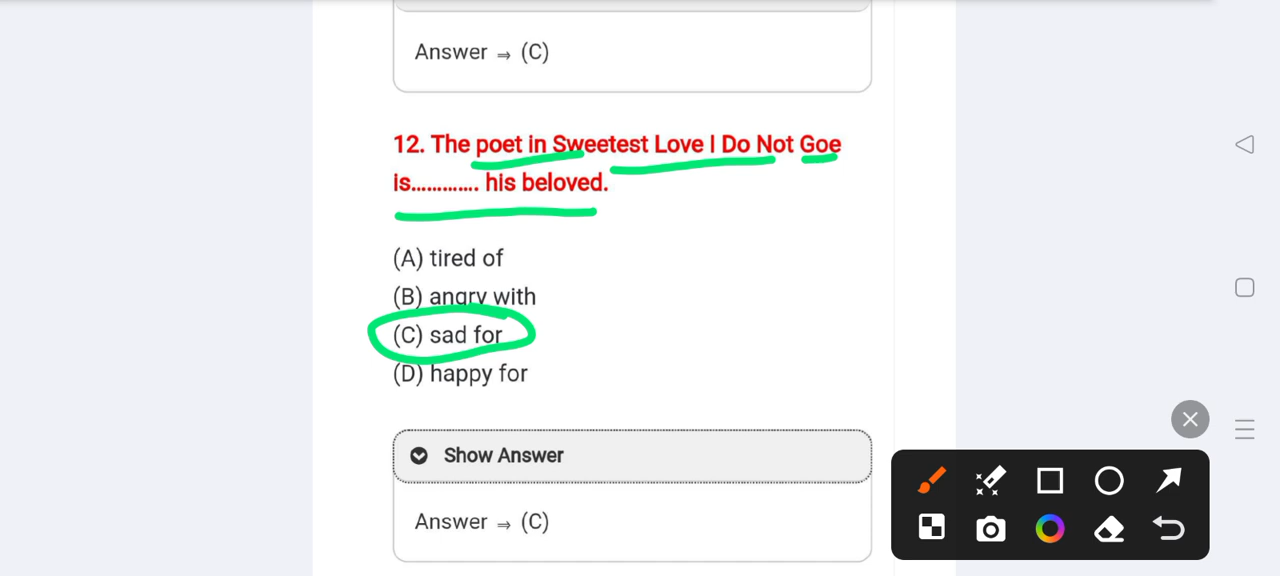 Answer ⇒ (C)
12. The poet in Sweetest Love I Do Not Goe
is............. his beloved.
(A) tired of
(B) angry with
(C) sad for
(D) happy for
Show Answer
Answer ⇒ (C)